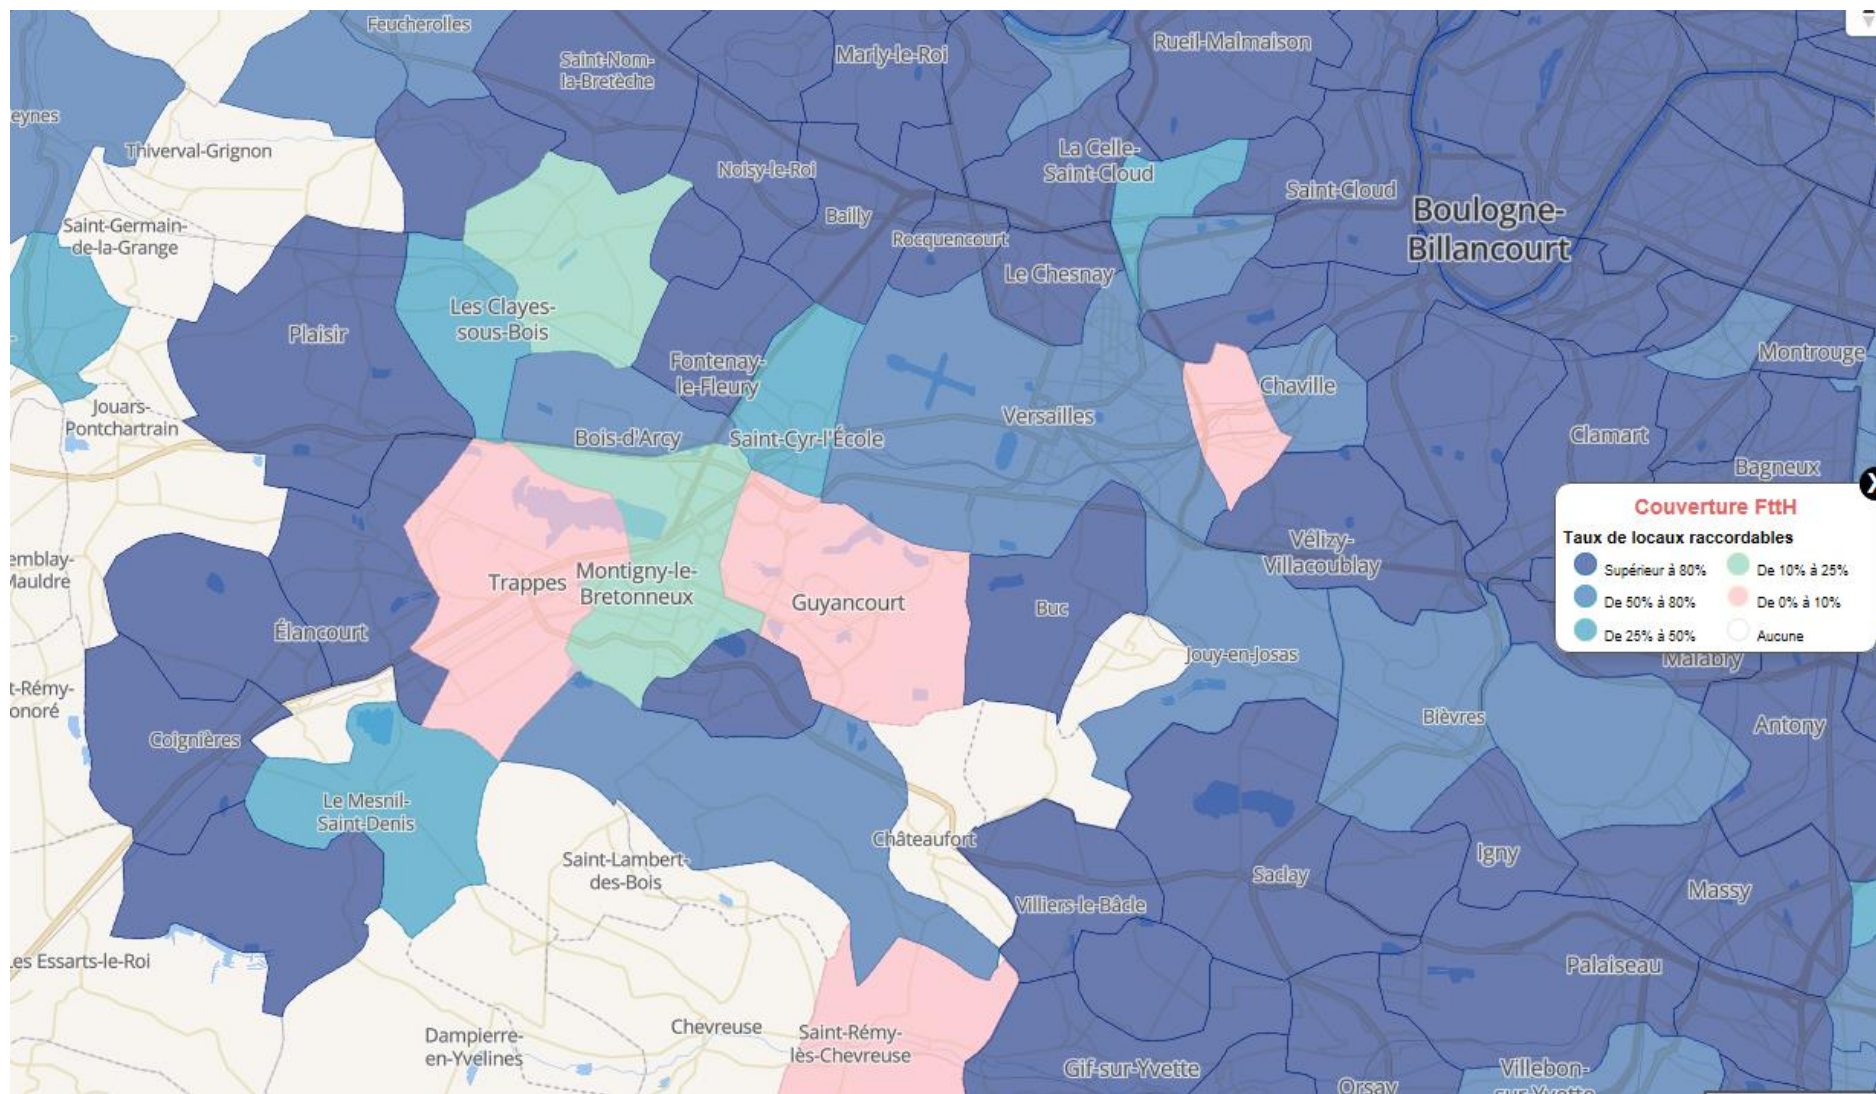 Feucherolles
Saint-Nom-
la-Bretèche
Marly-le-Roi
Rueil-Malmaison
eynes
Thiverval-Grignon
Noisy-le-Roi
La Celle-
Saint-Cloud
Saint-Cloud
Boulogne-
Billancourt
Saint-Germain-
de-la-Grange
Bailly
Rocquencourt
Le Chesnay
Plaisir
Les Clayes-
sous-Bois
Fontenay-
le-Fleury
Montrouge
Chaville
Jouars-
Pontchartrain
Versailles
Bois-d'Arcy
Saint-Cyr-l'École
Clamart
Bagneux
Couverture FttH
Taux de locaux raccordables
Supérieur à 80%
De 10% à 25%
De 50% à 80%
De 0% à 10%
De 25% à 50%
Aucune
Vélizy-
Villacoublay
emblay-
Mauldre
Trappes
Montigny-le-
Bretonneux
Guyancourt
Buc
Élancourt
Jouy-en-Josas
Malabry
t-Rémy-
onoré
Coignières
Bièvres
Antony
Le Mesnil-
Saint-Denis
Châteaufort
Saint-Lambert-
des-Bois
Saclay
Igny
Massy
Villiers-le-Bâcle
Les Essarts-le-Roi
Palaiseau
Dampierre-
en-Yvelines
Chevreuse
Saint-Rémy-
lès-Chevreuse
Gif-sur-Yvette
Orsay
Villebon-
sur-Yvette